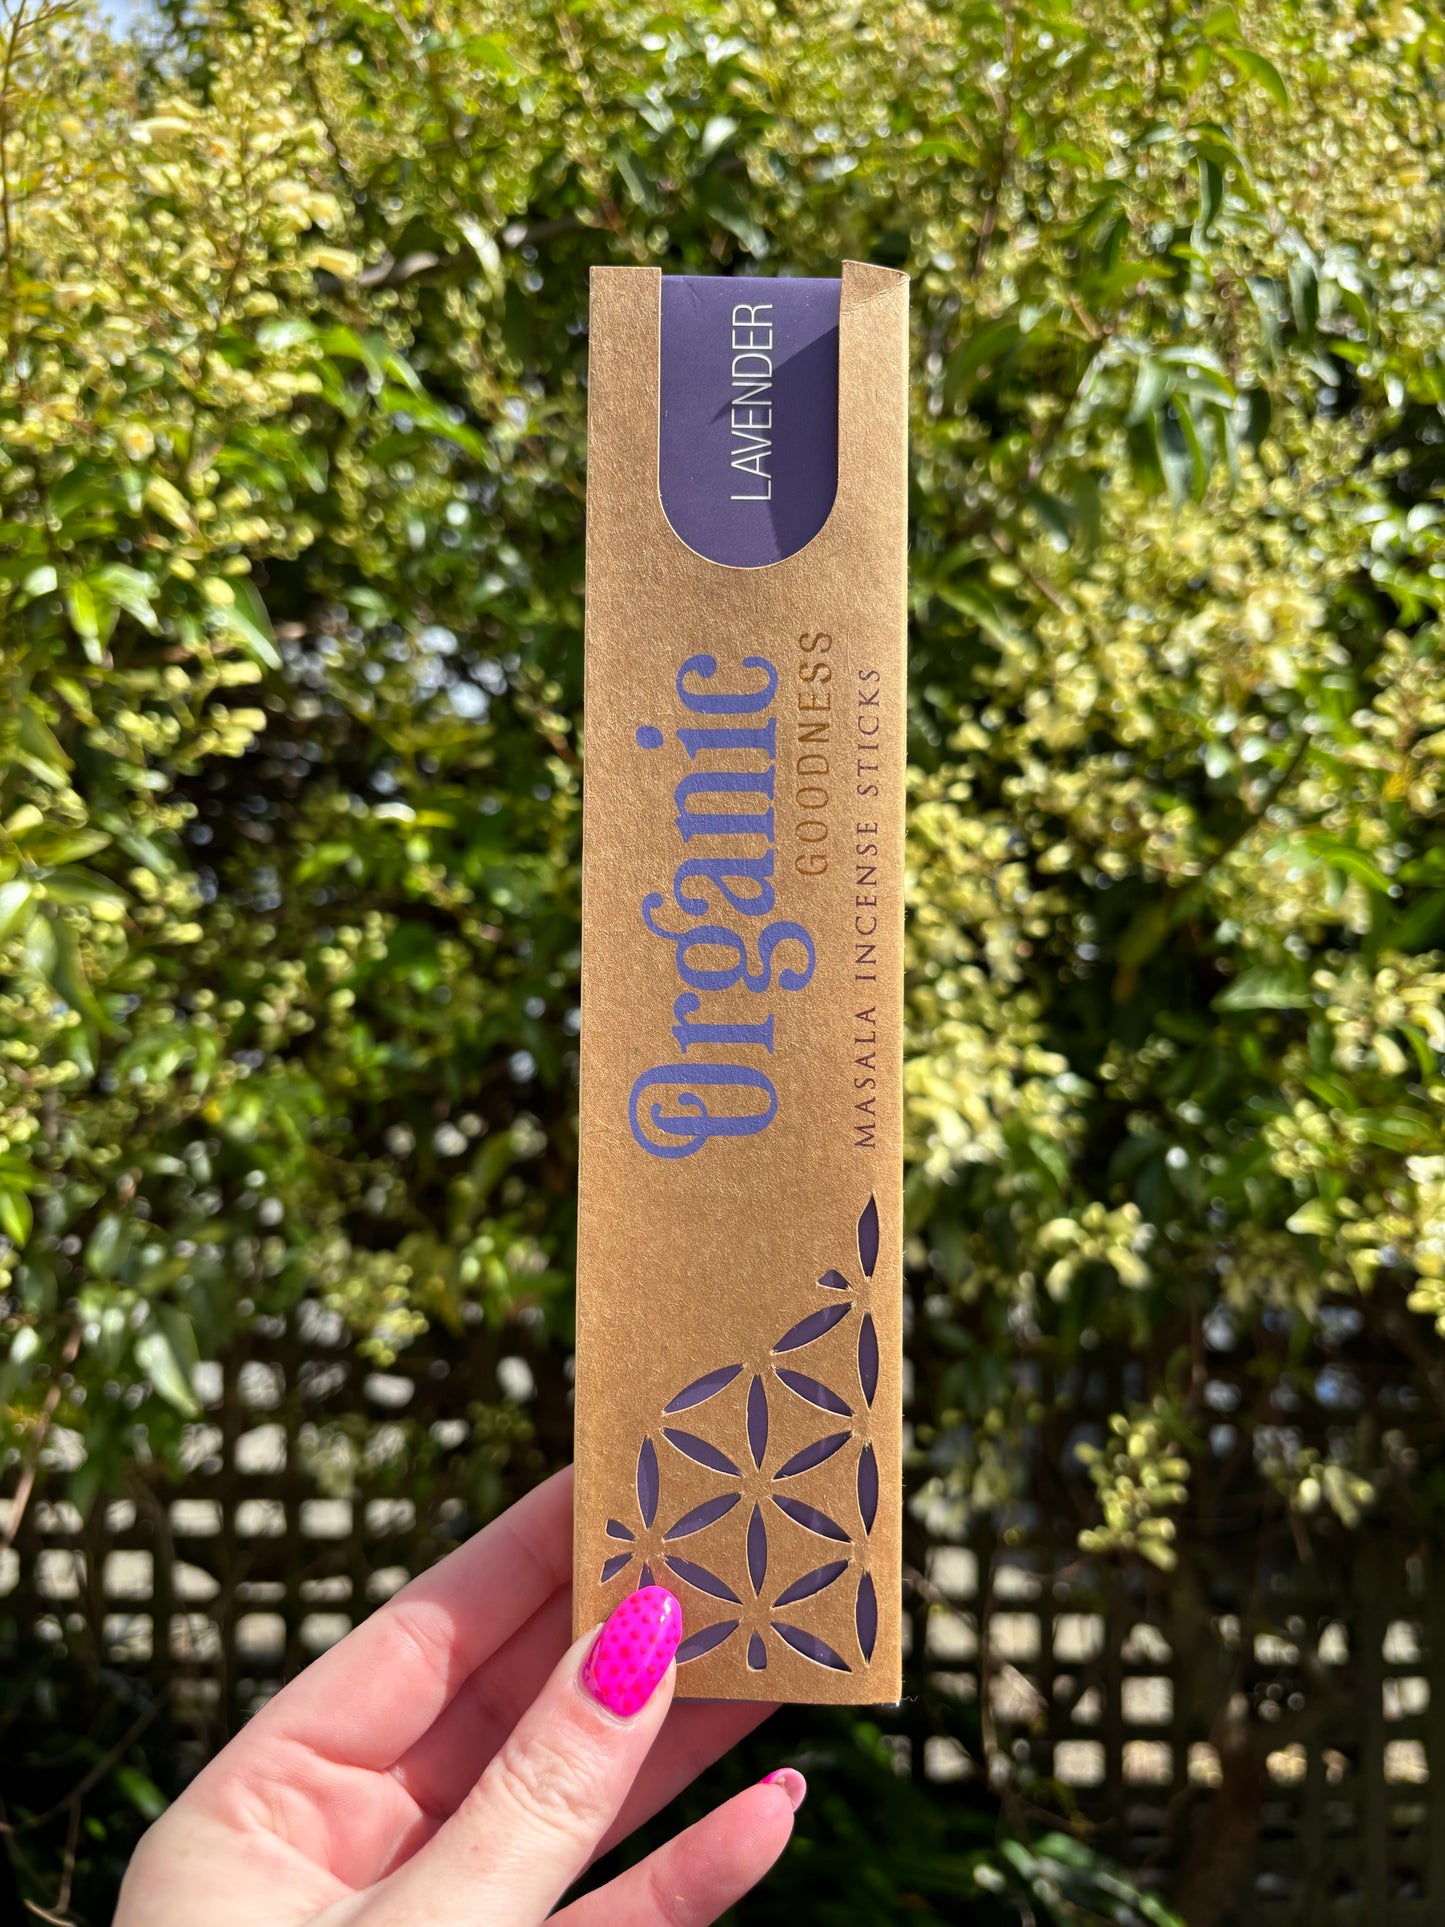 LAVENDER
Organic
GOODNESS
MASALA INCENSE STICKS